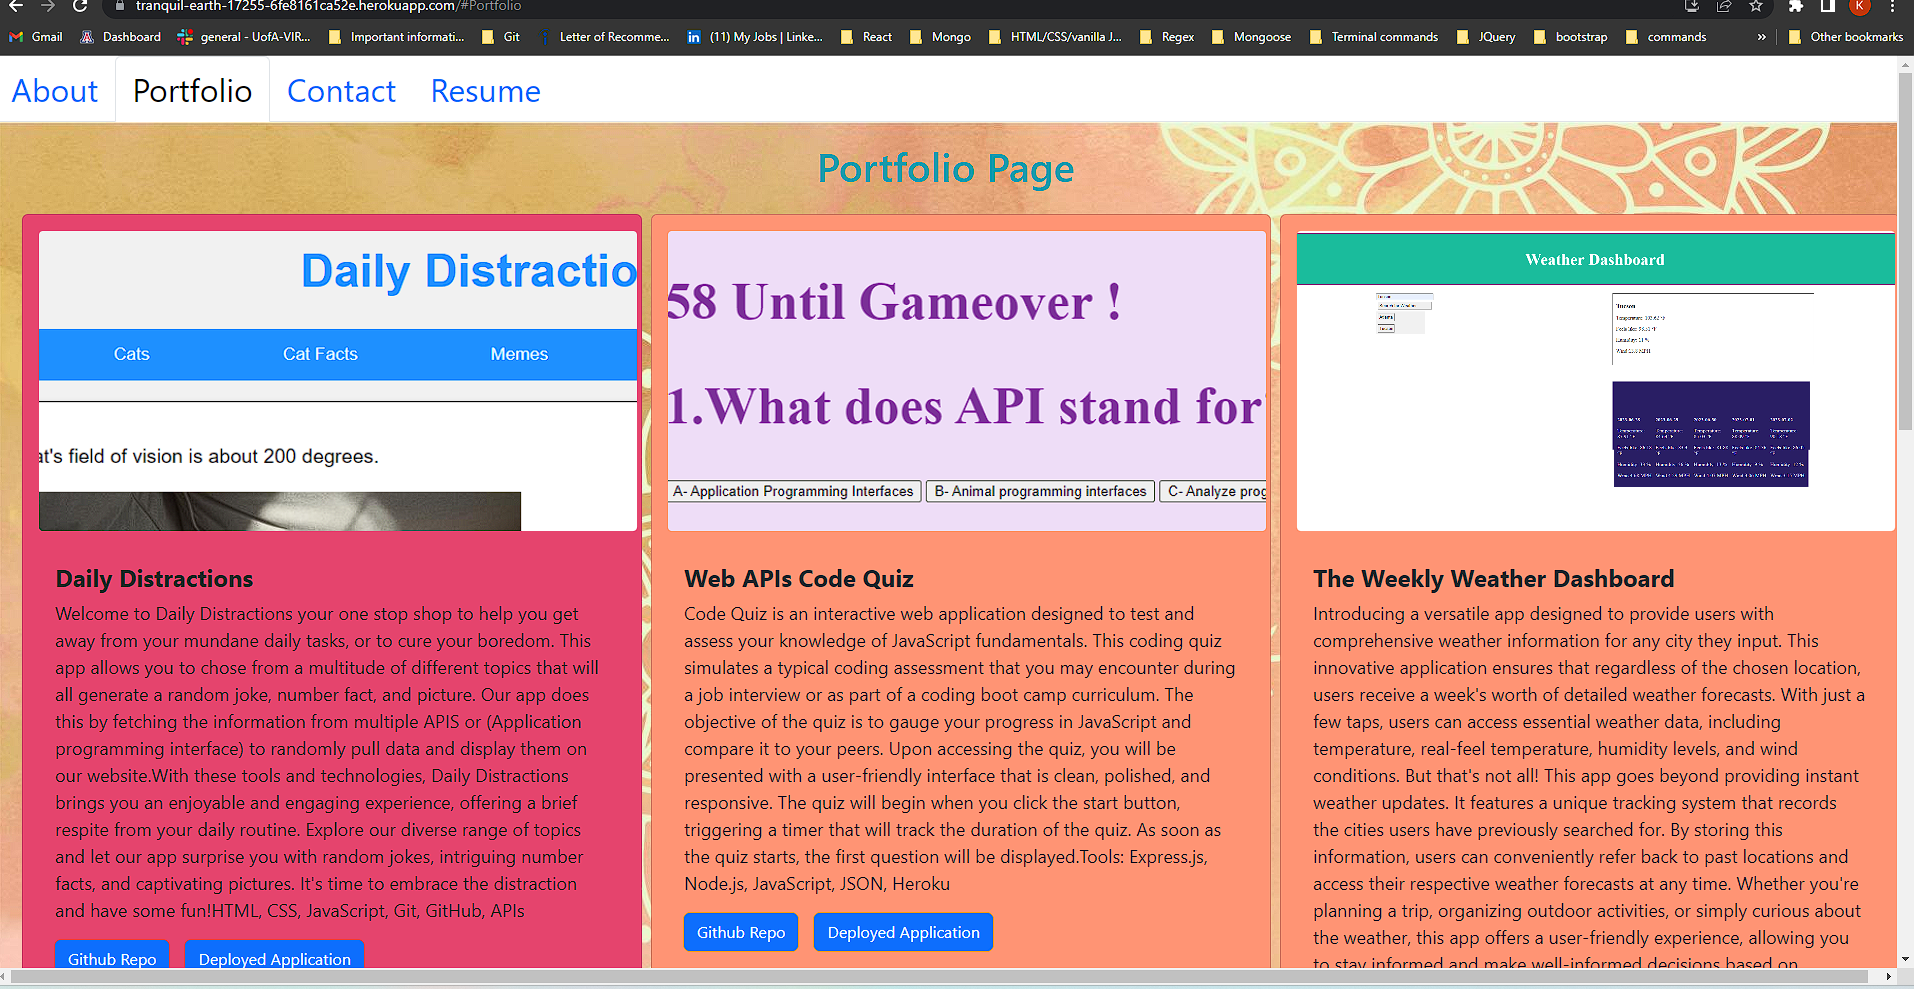 tranquil-earth-17255-6fe8161ca52e.herokuapp.com/#Portfolio
K
Gmail Dashboard general - UofA-VIR... Important informati... Git Letter of Recomme... in (11) My Jobs | Linke... React Mongo HTML/CSS/vanilla J... Regex Mongoose Terminal commands JQuery bootstrap commands » Other bookmarks
About Portfolio Contact Resume
Portfolio Page
Daily Distractio
Cats Cat Facts Memes
at's field of vision is about 200 degrees.
Daily Distractions
Welcome to Daily Distractions your one stop shop to help you get
away from your mundane daily tasks, or to cure your boredom. This
app allows you to chose from a multitude of different topics that will
all generate a random joke, number fact, and picture. Our app does
this by fetching the information from multiple APIS or (Application
programming interface) to randomly pull data and display them on
our website.With these tools and technologies, Daily Distractions
brings you an enjoyable and engaging experience, offering a brief
respite from your daily routine. Explore our diverse range of topics
and let our app surprise you with random jokes, intriguing number
facts, and captivating pictures. It's time to embrace the distraction
and have some fun!HTML, CSS, JavaScript, Git, GitHub, APIs
Github Repo Deployed Application
58 Until Gameover !
1.What does API stand for
A- Application Programming Interfaces B- Animal programming interfaces C- Analyze prog
Web APIs Code Quiz
Code Quiz is an interactive web application designed to test and
assess your knowledge of JavaScript fundamentals. This coding quiz
simulates a typical coding assessment that you may encounter during
a job interview or as part of a coding boot camp curriculum. The
objective of the quiz is to gauge your progress in JavaScript and
compare it to your peers. Upon accessing the quiz, you will be
presented with a user-friendly interface that is clean, polished, and
responsive. The quiz will begin when you click the start button,
triggering a timer that will track the duration of the quiz. As soon as
the quiz starts, the first question will be displayed.Tools: Express.js,
Node.js, JavaScript, JSON, Heroku
Github Repo Deployed Application
Weather Dashboard
Tucson
The Weekly Weather Dashboard
Introducing a versatile app designed to provide users with
comprehensive weather information for any city they input. This
innovative application ensures that regardless of the chosen location,
users receive a week's worth of detailed weather forecasts. With just a
few taps, users can access essential weather data, including
temperature, real-feel temperature, humidity levels, and wind
conditions. But that's not all! This app goes beyond providing instant
weather updates. It features a unique tracking system that records
the cities users have previously searched for. By storing this
information, users can conveniently refer back to past locations and
access their respective weather forecasts at any time. Whether you're
planning a trip, organizing outdoor activities, or simply curious about
the weather, this app offers a user-friendly experience, allowing you
to stay informed and make well-informed decisions based on